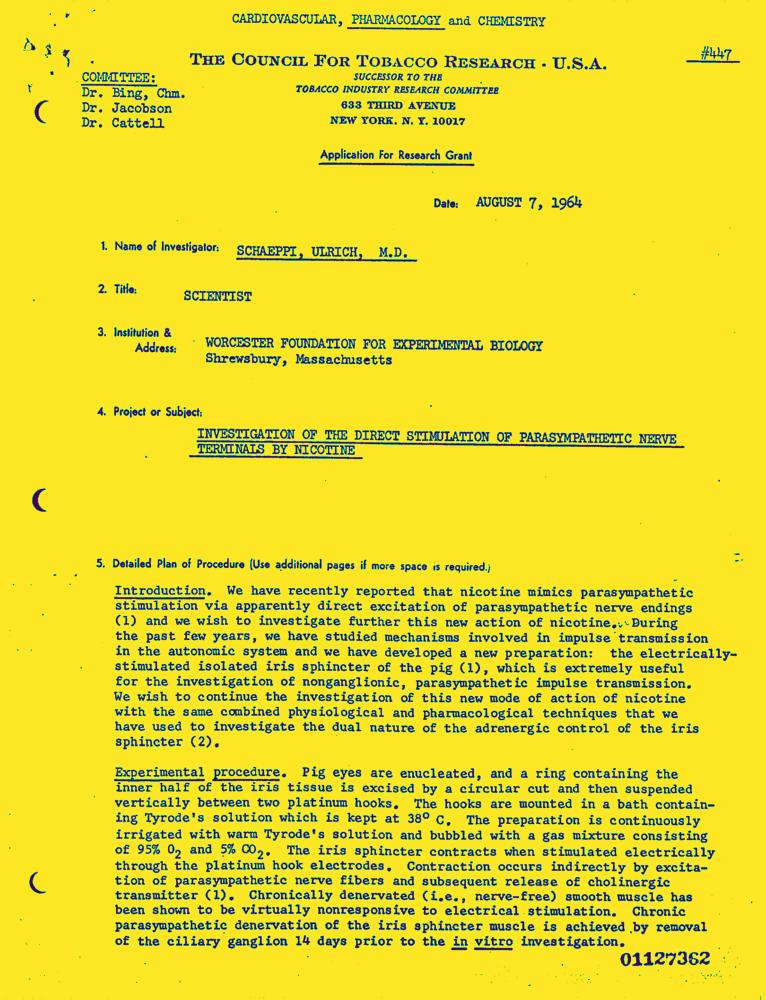 CARDIOVASCULAR, PHARMACOLOGY and CHEMISTRY
#447
THE COUNCIL FOR TOBACCO RESEARCH - U.S.A.
SUCCESSOR TO THE
TOBACCO INDUSTRY RESEARCH COMMITTEE
633 THIRD AVENUE
NEW YORK, N. Y. 10017
COMMITTEE:
Dr. Bing, Chm.
Dr. Jacobson
Dr. Cattell
Application For Research Grant
Date: AUGUST 7, 1964
1. Name of Investigator: SCHAEPPI, ULRICH, M.D.
2. Title: SCIENTIST
3. Institution &
Address: WORCESTER FOUNDATION FOR EXPERIMENTAL BIOLOGY
Shrewsbury, Massachusetts
4. Project or Subject:
INVESTIGATION OF THE DIRECT STIMULATION OF PARASYMPATHETIC NERVE
TERMINALS BY NICOTINE
5. Detailed Plan of Procedure (Use additional pages if more space is required.)
Introduction. We have recently reported that nicotine mimics parasympathetic
stimulation via apparently direct excitation of parasympathetic nerve endings
(1) and we wish to investigate further this new action of nicotine. During
the past few years, we have studied mechanisms involved in impulse transmission
in the autonomic system and we have developed a new preparation: the electrically-
stimulated isolated iris sphincter of the pig (1), which is extremely useful
for the investigation of nonganglionic, parasympathetic impulse transmission.
We wish to continue the investigation of this new mode of action of nicotine
with the same combined physiological and pharmacological techniques that we
have used to investigate the dual nature of the adrenergic control of the iris
sphincter (2).
Experimental procedure. Pig eyes are enucleated, and a ring containing the
inner half of the iris tissue is excised by a circular cut and then suspended
vertically between two platinum hooks. The hooks are mounted in a bath contain-
ing Tyrode's solution which is kept at 38° C. The preparation is continuously
irrigated with warm Tyrode's solution and bubbled with a gas mixture consisting
of 95% O2 and 5% CO2. The iris sphincter contracts when stimulated electrically
through the platinum hook electrodes. Contraction occurs indirectly by excita-
tion of parasympathetic nerve fibers and subsequent release of cholinergic
transmitter (1). Chronically denervated (i.e., nerve-free) smooth muscle has
been shown to be virtually nonresponsive to electrical stimulation. Chronic
parasympathetic denervation of the iris sphincter muscle is achieved by removal
of the ciliary ganglion 14 days prior to the in vitro investigation.
01127362